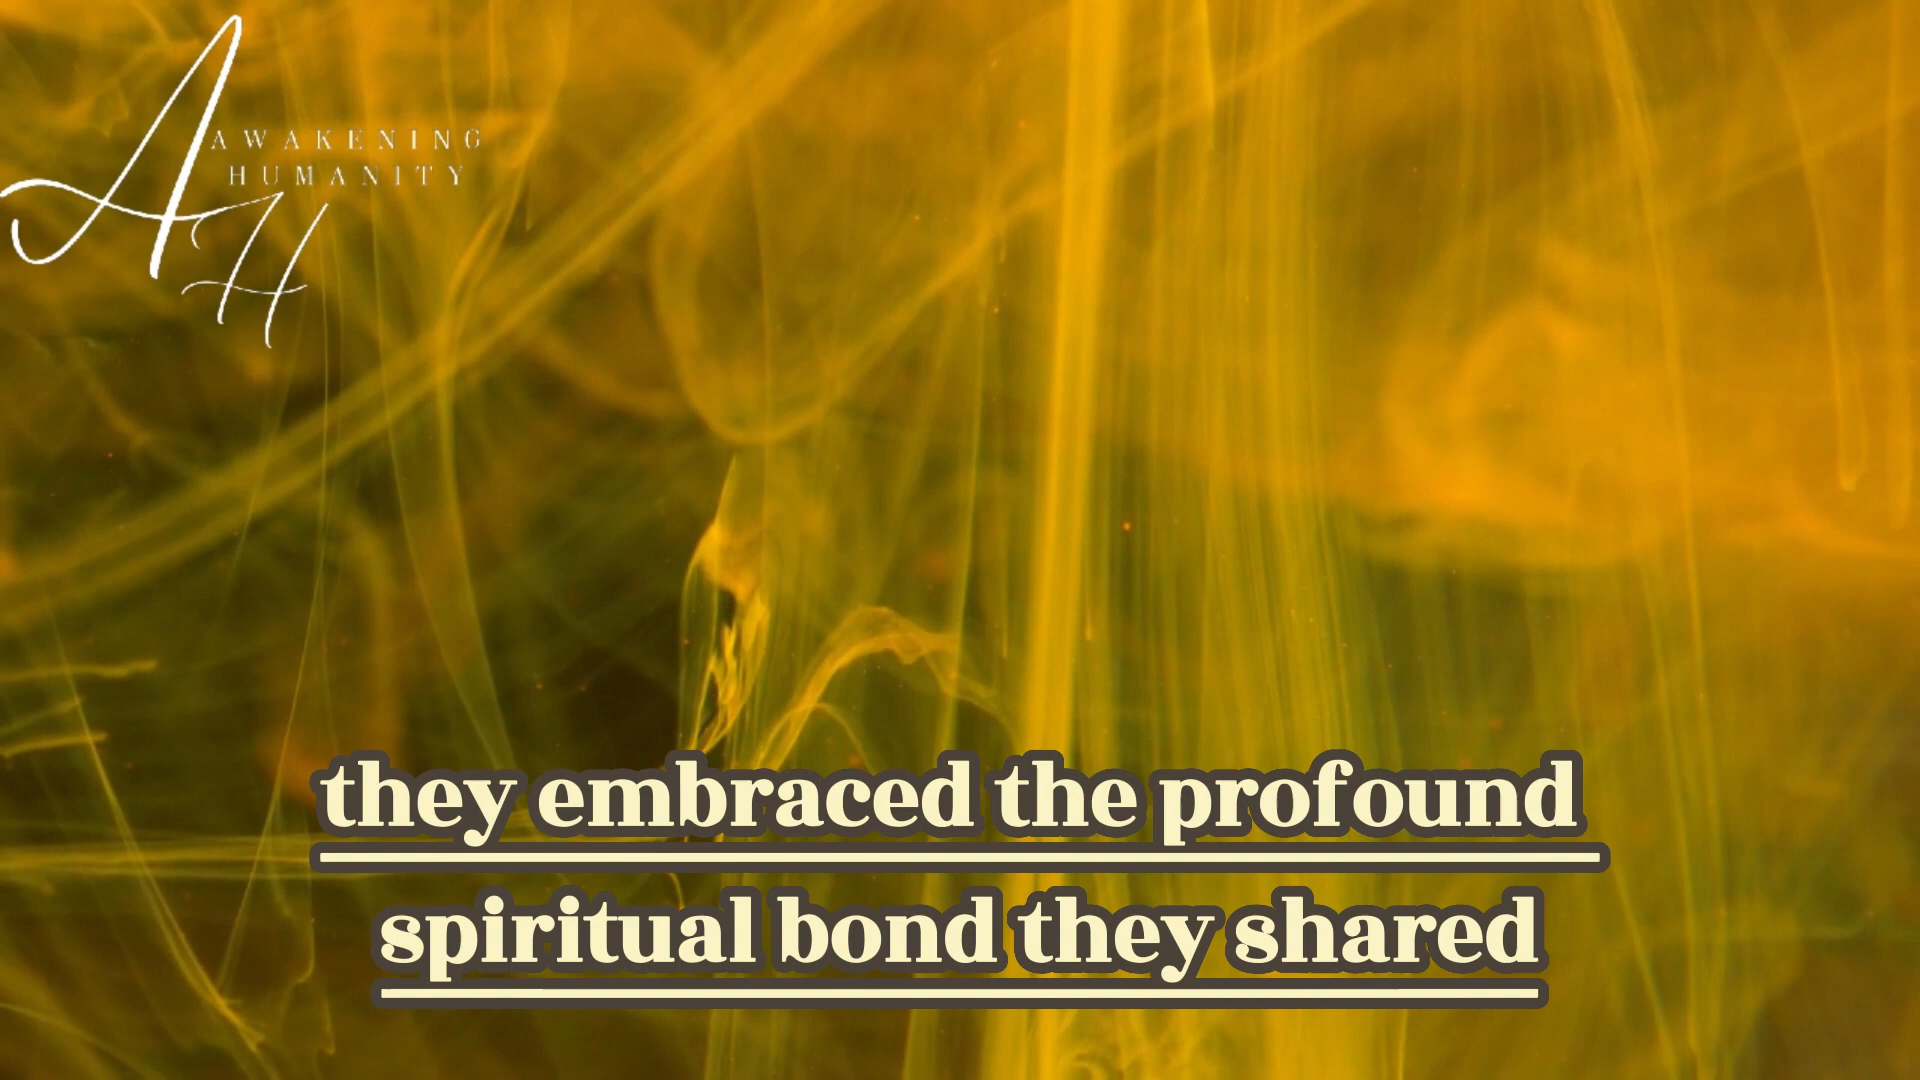 A
AWAKENING
HUMANITY
H
they embraced the profound
spiritual bond they shared